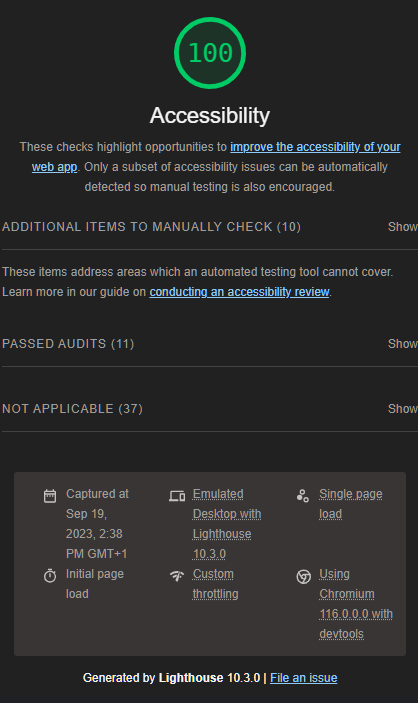 100
Accessibility
These checks highlight opportunities to improve the accessibility of your
web app. Only a subset of accessibility issues can be automatically
detected so manual testing is also encouraged.
ADDITIONAL ITEMS TO MANUALLY CHECK (10) Show
These items address areas which an automated testing tool cannot cover.
Learn more in our guide on conducting an accessibility review.
PASSED AUDITS (11) Show
NOT APPLICABLE (37) Show
Captured at
Sep 19,
2023, 2:38
PM GMT+1
Emulated
Desktop with
Lighthouse
10.3.0
Single page
load
Initial page
load
Custom
throttling
Using
Chromium
116.0.0.0 with
devtools
Generated by Lighthouse 10.3.0 | File an issue